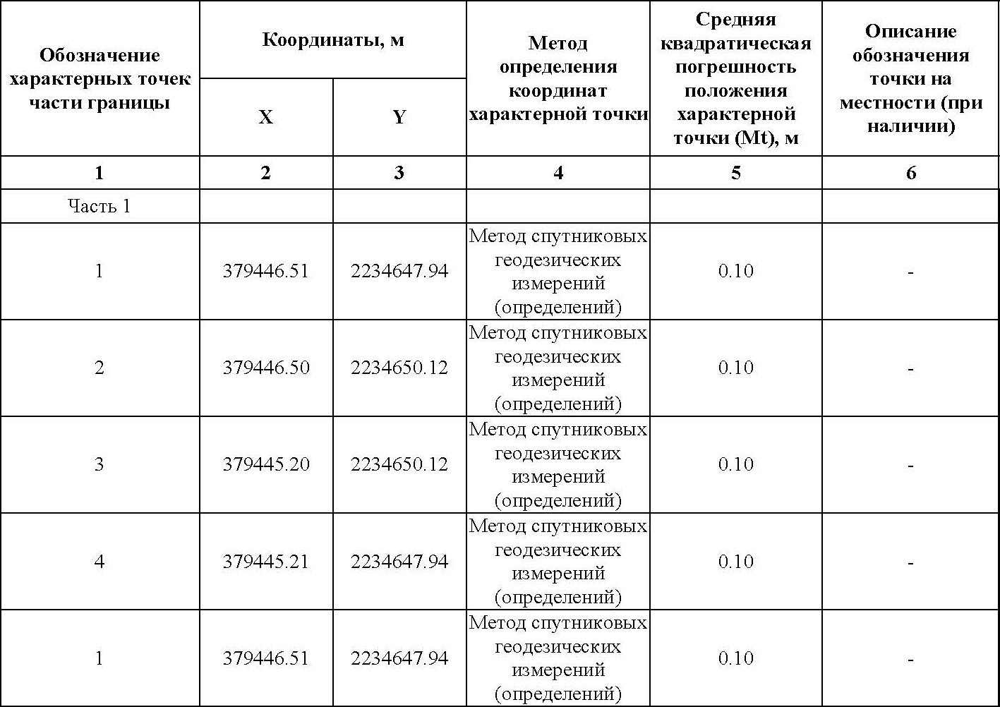 Обозначение
характерных точек
части границы
Координаты, м
X
Y
Метод
определения
координат
характерной точки
Средняя
квадратическая
погрешность
положения
характерной
точки (Mt), м
Описание
обозначения
точки на
местности (при
наличии)
1
2
3
4
5
6
Часть 1
1
379446.51
2234647.94
Метод спутниковых
геодезических
измерений
(определений)
0.10
-
2
379446.50
2234650.12
Метод спутниковых
геодезических
измерений
(определений)
0.10
-
3
379445.20
2234650.12
Метод спутниковых
геодезических
измерений
(определений)
0.10
-
4
379445.21
2234647.94
Метод спутниковых
геодезических
измерений
(определений)
0.10
-
1
379446.51
2234647.94
Метод спутниковых
геодезических
измерений
(определений)
0.10
-